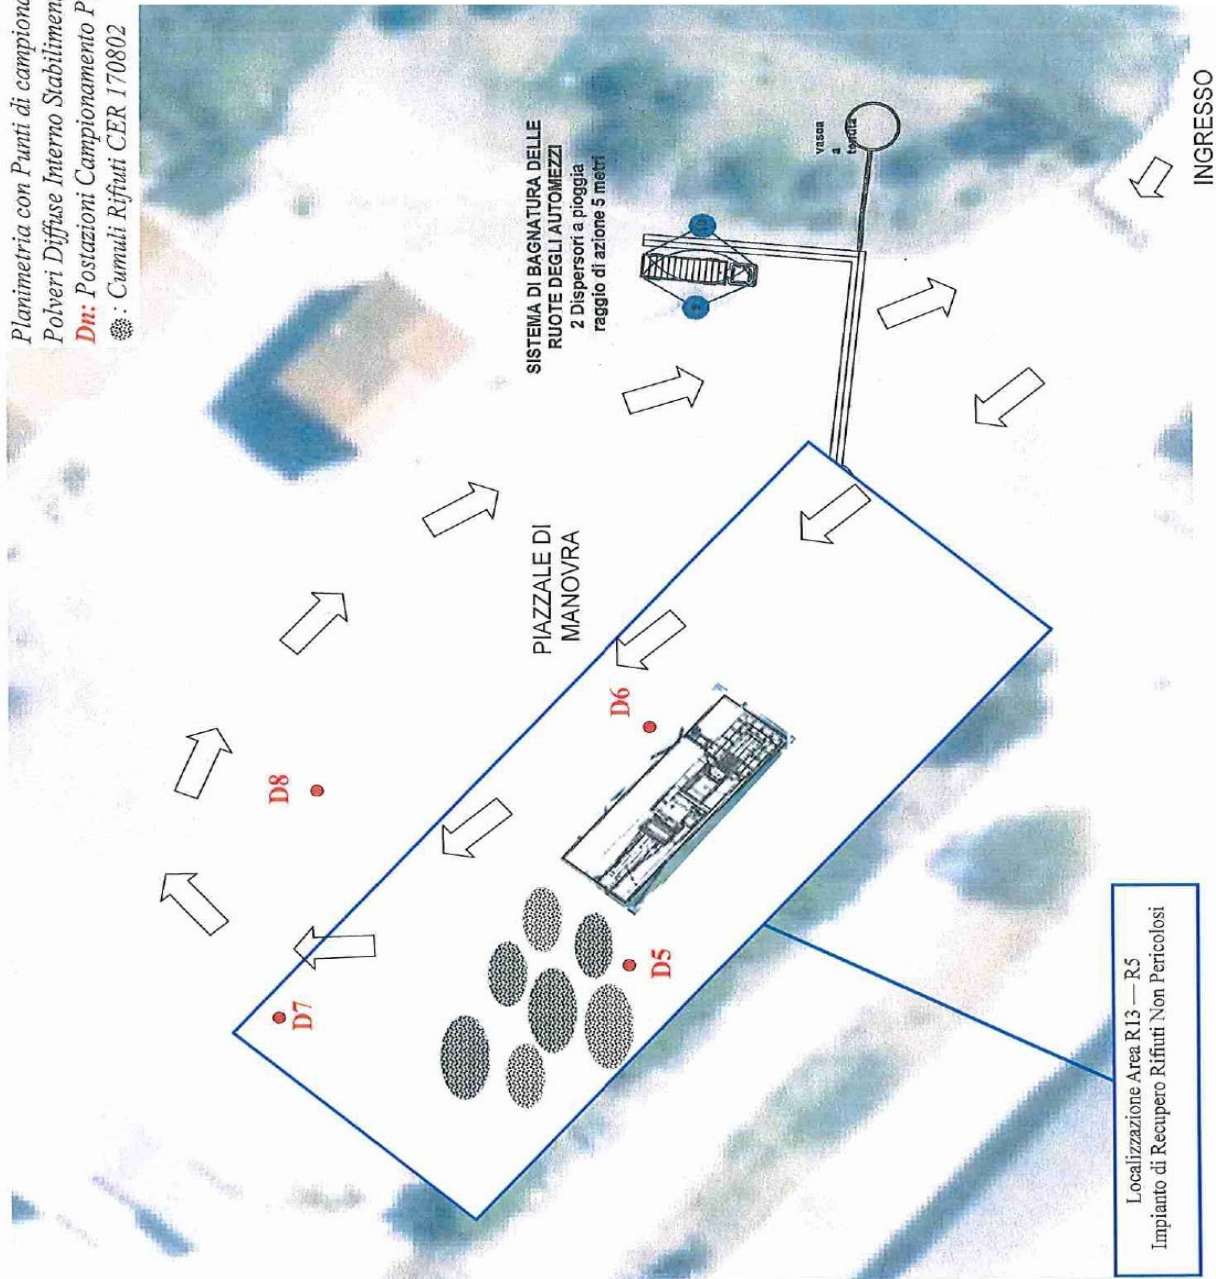 Planimetria con Punti di
Polveri Diffuse Interno
Dn: Postazioni Campionamento P
: Cumuli Rifiuti CER 170802
SISTEMA DI BAGNATURA DELLE
RUOTE DEGLI AUTOMEZZI
2 Dispersori a pioggia
raggio di azione 5 metri
vasca
a
tenuta
INGRESSO
PIAZZALE DI
MANOVRA
D8
D6
D7
D5
Localizzazione Area R13 — R5
Impianto di Recupero Rifiuti Non Pericolosi